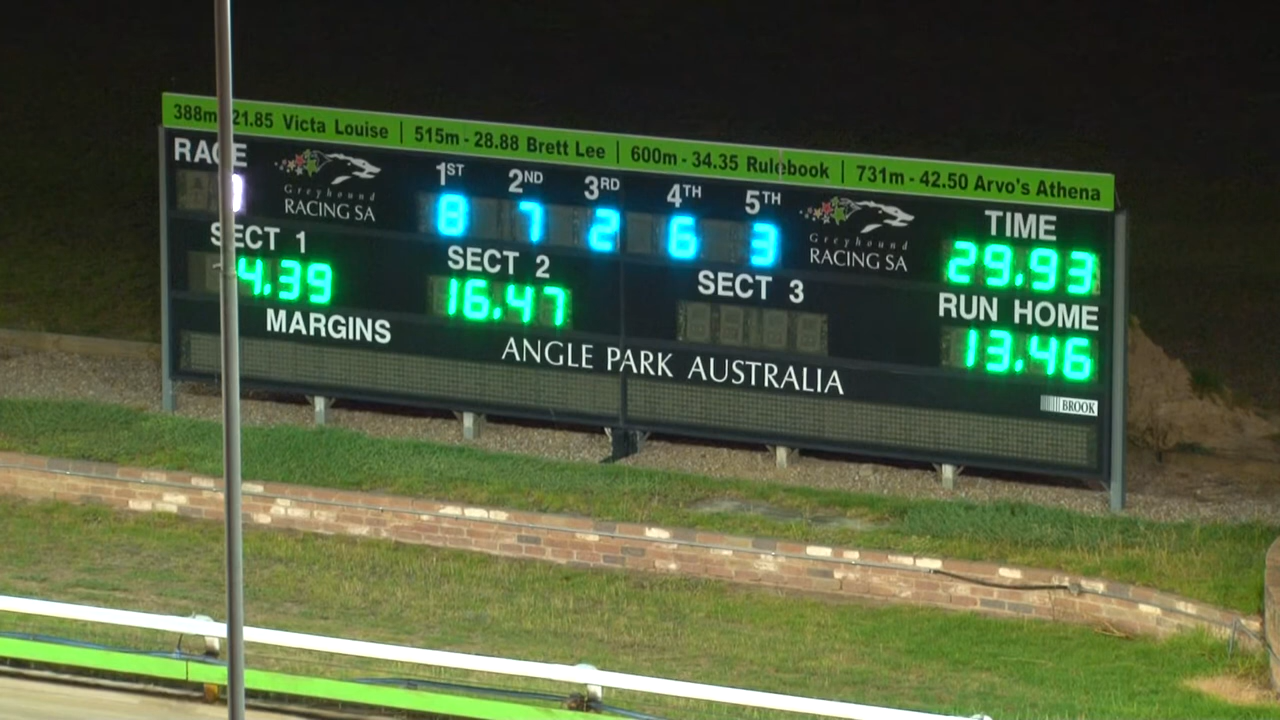 388m 21.85 Victa Louise | 515m - 28.88 Brett Lee | 600m - 34.35 Rulebook | 731m - 42.50 Arvo's Athena
RACE
Greyhound
RACING SA
1ST 2ND 3RD 4TH 5TH
8 7 2 6 3
Greyhound
RACING SA
TIME
29.93
SECT 1
4.39
SECT 2
16.47
SECT 3
RUN HOME
13.46
MARGINS
ANGLE PARK AUSTRALIA
BROOK